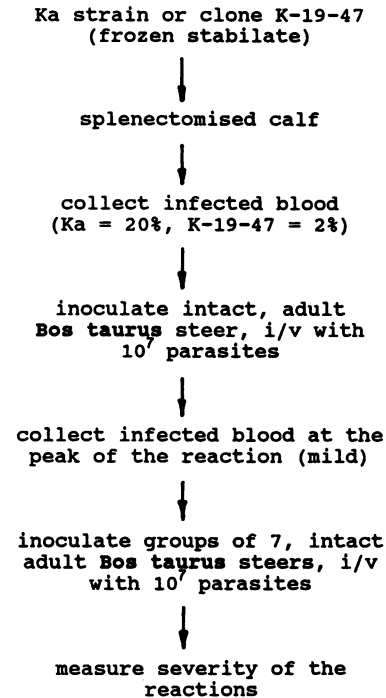 Ka strain or clone K-19-47
(frozen stabilate)
splenectomised calf
collect infected blood
(Ka = 20%, K-19-47 = 2%)
inoculate intact, adult
Bos taurus steer, i/v with
10⁷ parasites
collect infected blood at the
peak of the reaction (mild)
inoculate groups of 7, intact
adult Bos taurus steers, i/v
with 10⁷ parasites
measure severity of the
reactions